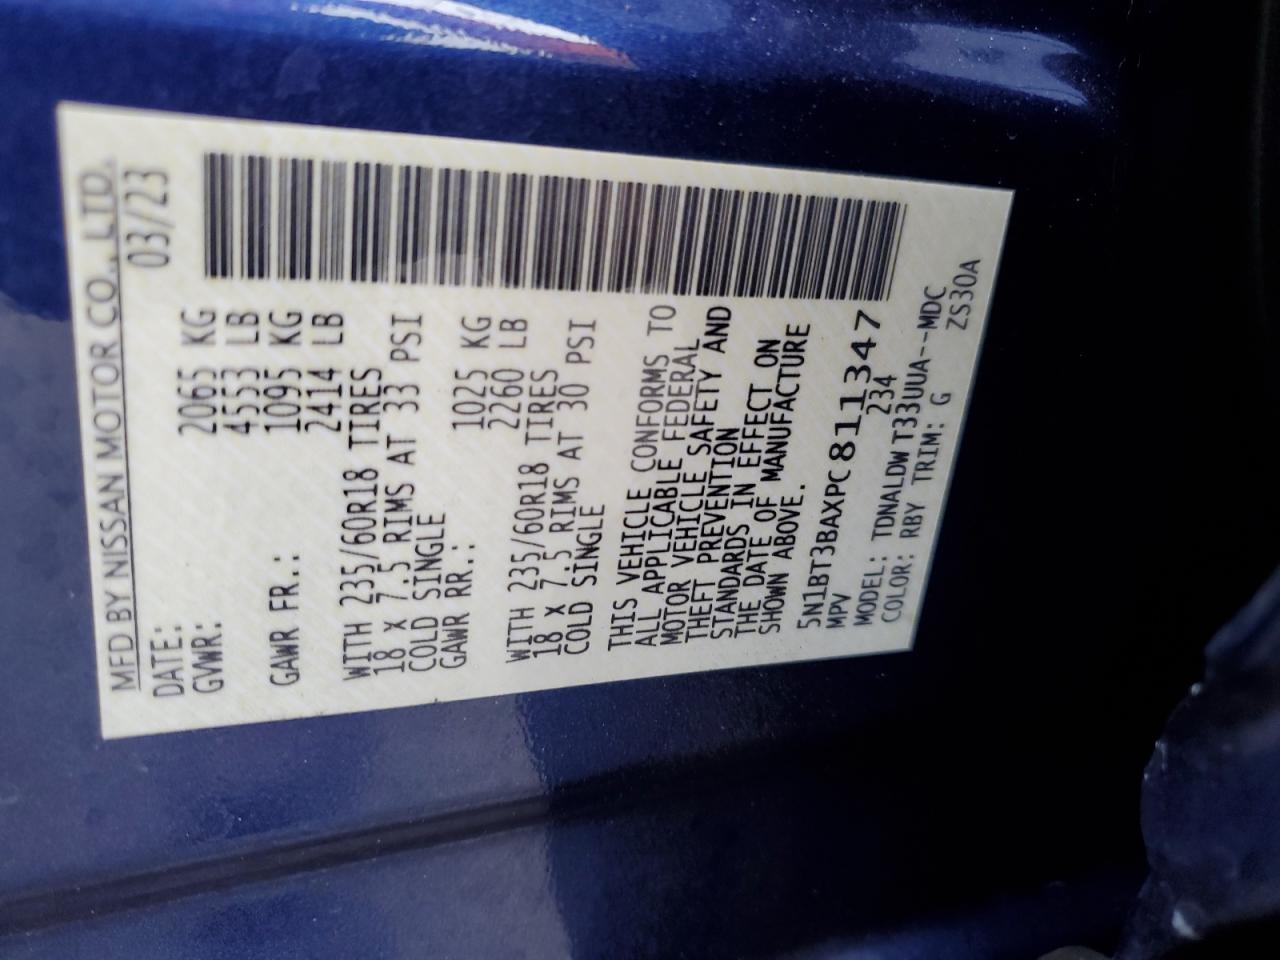 MFD BY NISSAN MOTOR CO., LTD.
DATE: 03/23
GVWR: 2065 KG
4553 LB
GAWR FR.: 1095 KG
2414 LB
WITH 235/60R18 TIRES
18 X 7.5 RIMS AT 33 PSI
COLD SINGLE
GAWR RR.: 1025 KG
2260 LB
WITH 235/60R18 TIRES
18 X 7.5 RIMS AT 30 PSI
COLD SINGLE
THIS VEHICLE CONFORMS TO
ALL APPLICABLE FEDERAL
MOTOR VEHICLE SAFETY AND
THEFT PREVENTION
STANDARDS IN EFFECT ON
THE DATE OF MANUFACTURE
SHOWN ABOVE.
5N1BT3BAXPC811347
MPV 234
MODEL: TDNALDWT33UUA--MDC
COLOR: RBY TRIM: G ZS30A